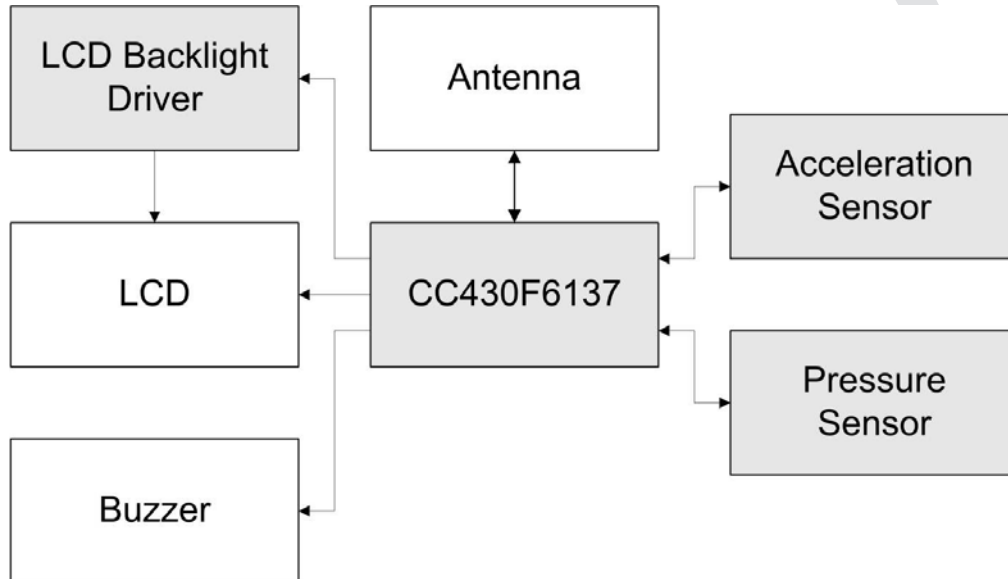 LCD Backlight
Driver
Antenna
Acceleration
Sensor
LCD
CC430F6137
Pressure
Sensor
Buzzer